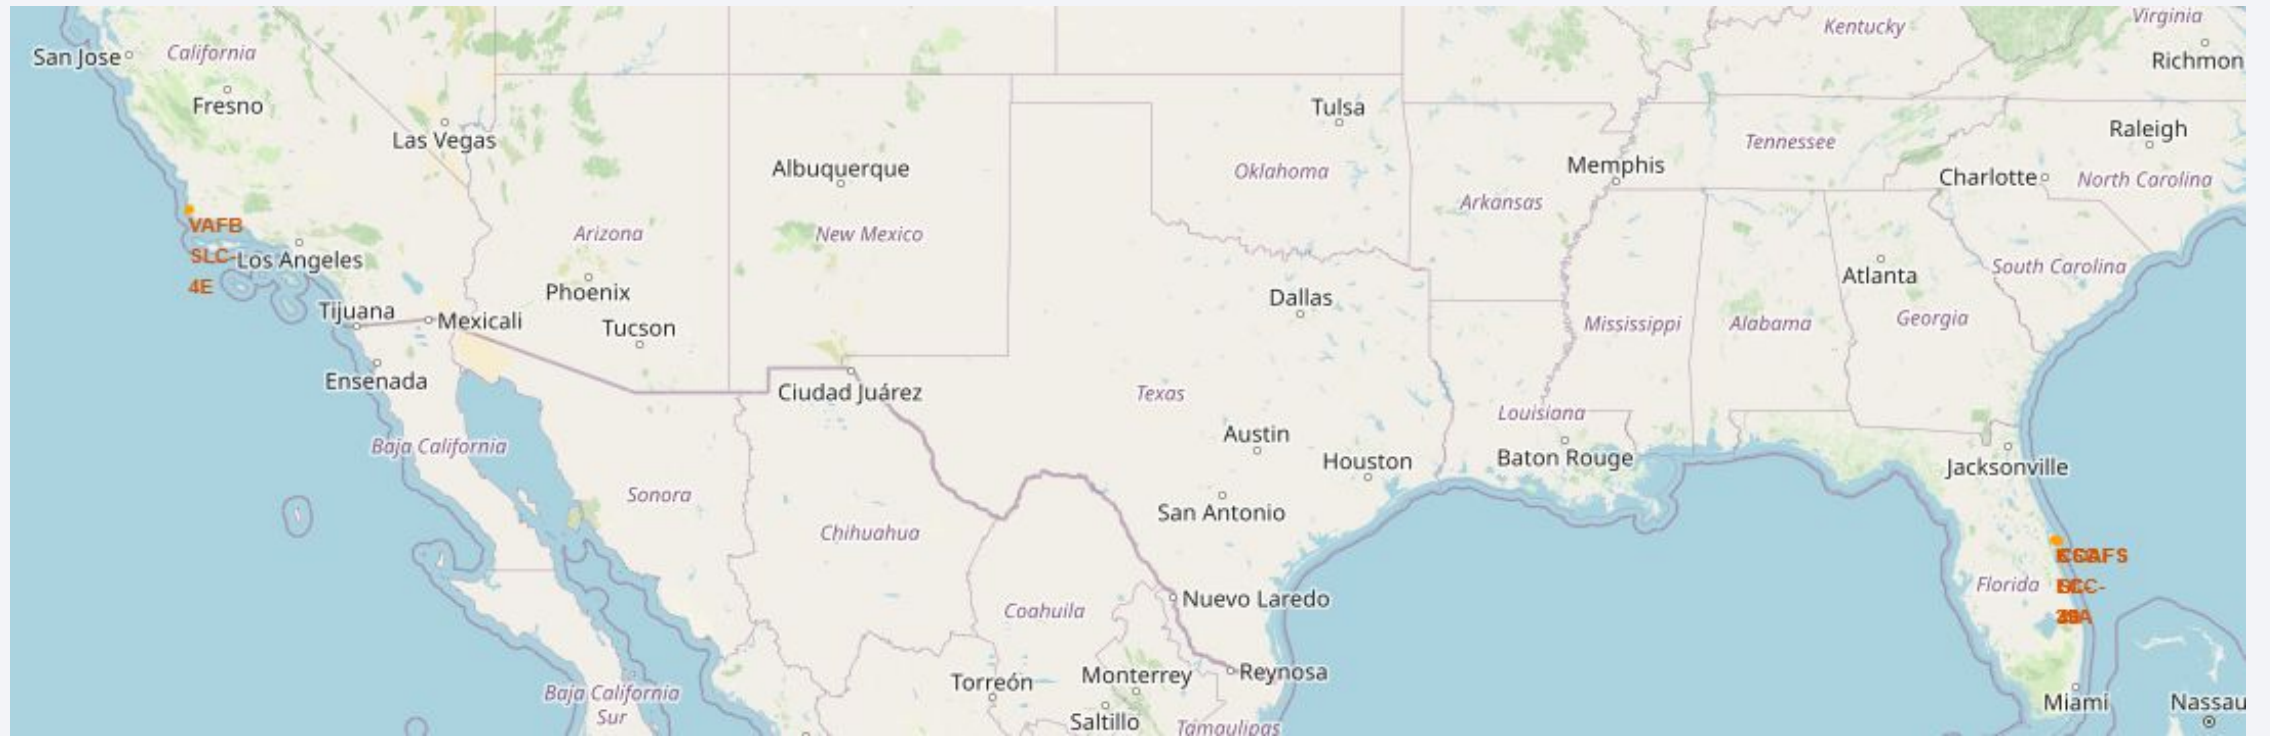 Kentucky
Virginia
San Jose
California
Richmon
Fresno
Tulsa
Las Vegas
Raleigh
Tennessee
Albuquerque
Memphis
Oklahoma
Charlotte
North Carolina
Arkansas
VAFB
SLC-
4E
Arizona
New Mexico
Los Angeles
South Carolina
Atlanta
Phoenix
Dallas
Tijuana
Mexicali
Tucson
Mississippi
Alabama
Georgia
Ensenada
Ciudad Juárez
Texas
Louisiana
Austin
Baja California
Houston
Baton Rouge
Jacksonville
Sonora
San Antonio
Chihuahua
Florida
Nuevo Laredo
Coahuila
Torreón
Monterrey
Reynosa
Baja California
Sur
Miami
Nassau
Saltillo
Tamaulipas